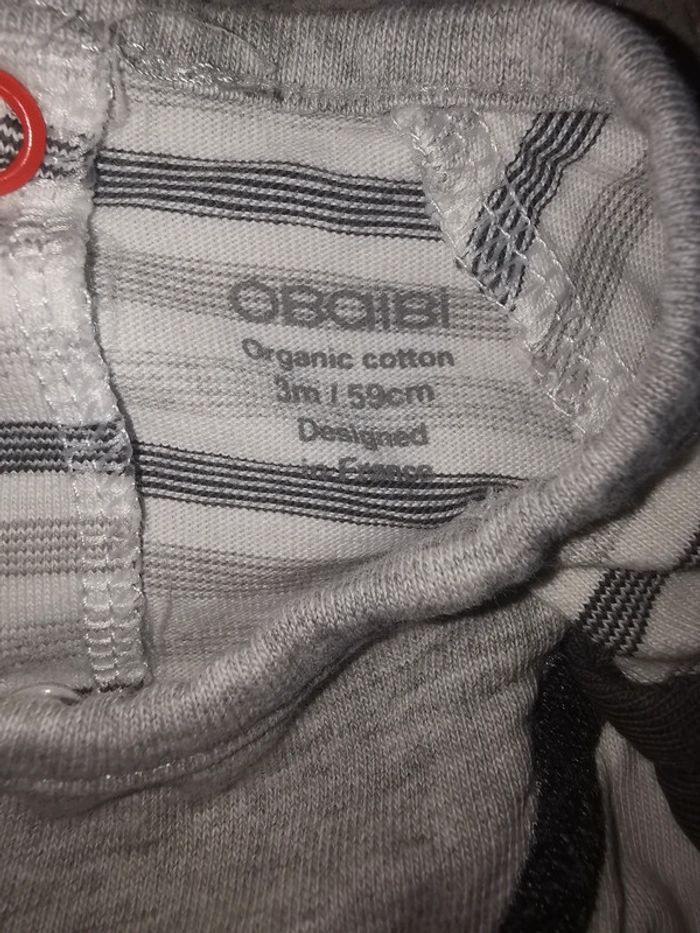 OBaiBi
Organic cotton
3m / 59cm
Designed
in France